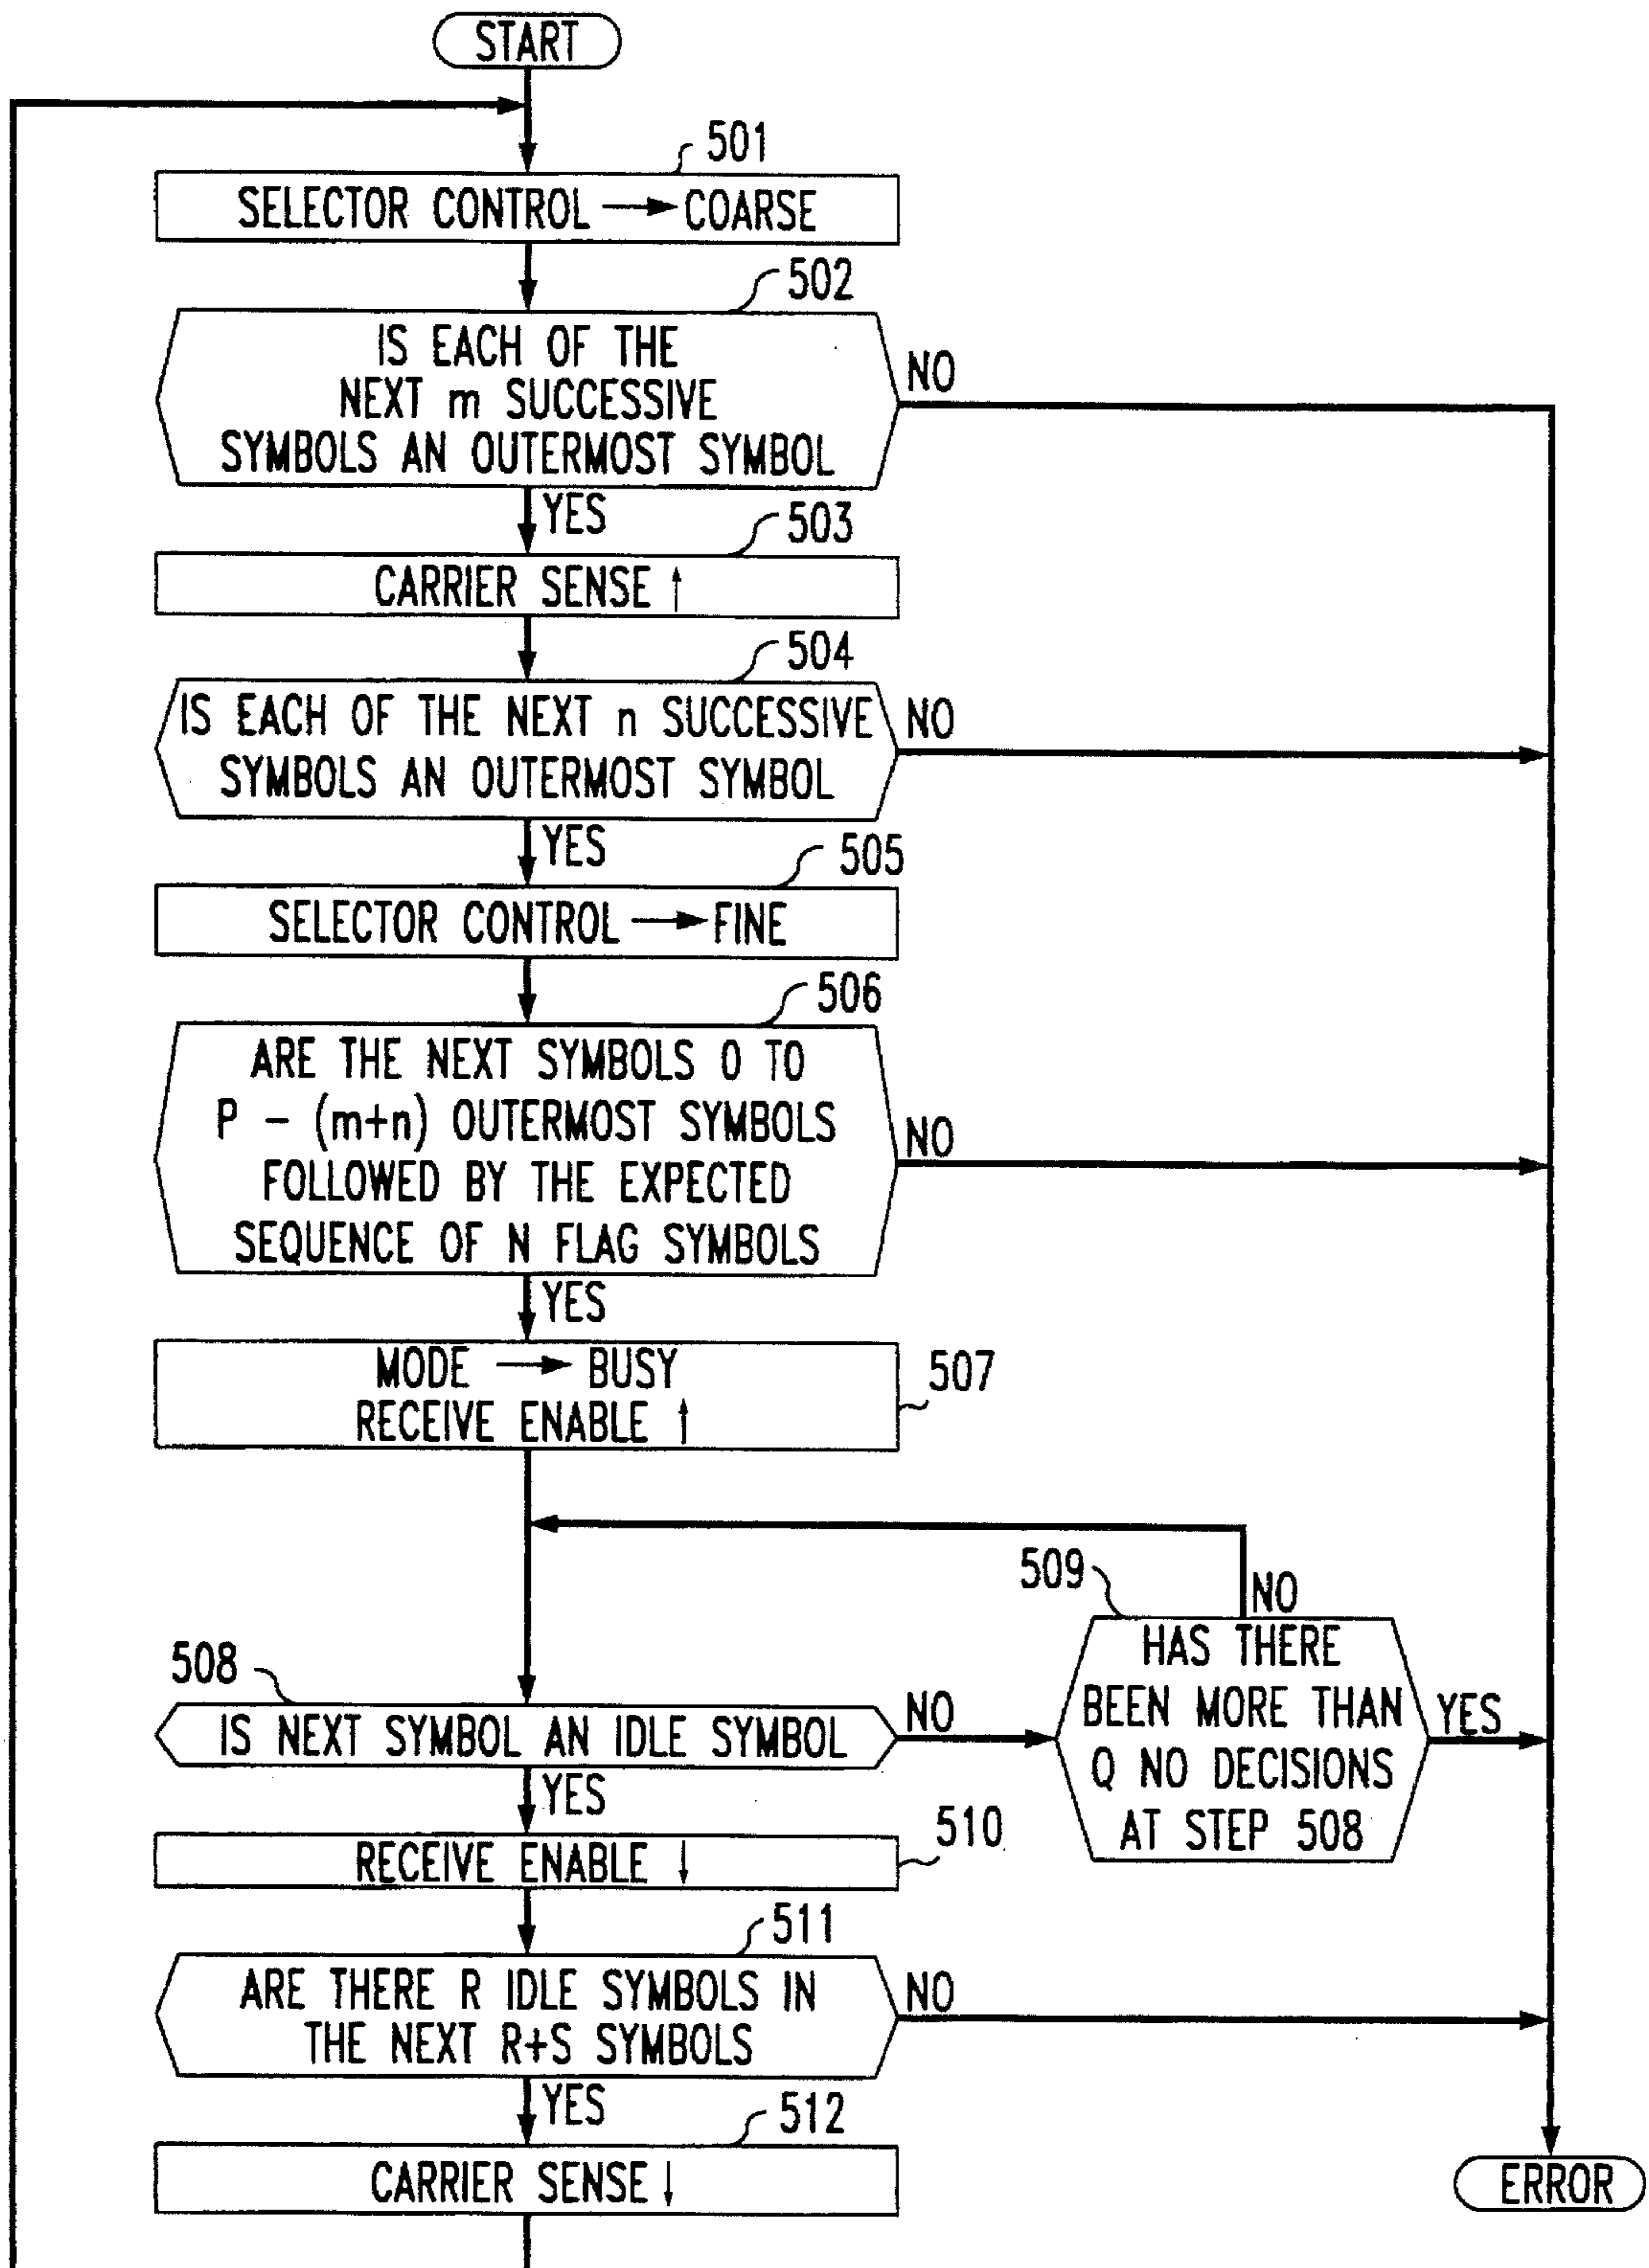 START
501
SELECTOR CONTROL → COARSE
502
IS EACH OF THE
NEXT m SUCCESSIVE
SYMBOLS AN OUTERMOST SYMBOL
NO
YES
503
CARRIER SENSE ↑
504
IS EACH OF THE NEXT n SUCCESSIVE
SYMBOLS AN OUTERMOST SYMBOL
NO
YES
505
SELECTOR CONTROL → FINE
506
ARE THE NEXT SYMBOLS 0 TO
P - (m+n) OUTERMOST SYMBOLS
FOLLOWED BY THE EXPECTED
SEQUENCE OF N FLAG SYMBOLS
NO
YES
MODE → BUSY
RECEIVE ENABLE ↑
507
508
IS NEXT SYMBOL AN IDLE SYMBOL
NO
YES
509
NO
HAS THERE
BEEN MORE THAN
Q NO DECISIONS
AT STEP 508
YES
RECEIVE ENABLE ↓
510
511
ARE THERE R IDLE SYMBOLS IN
THE NEXT R+S SYMBOLS
NO
YES
512
CARRIER SENSE ↓
ERROR